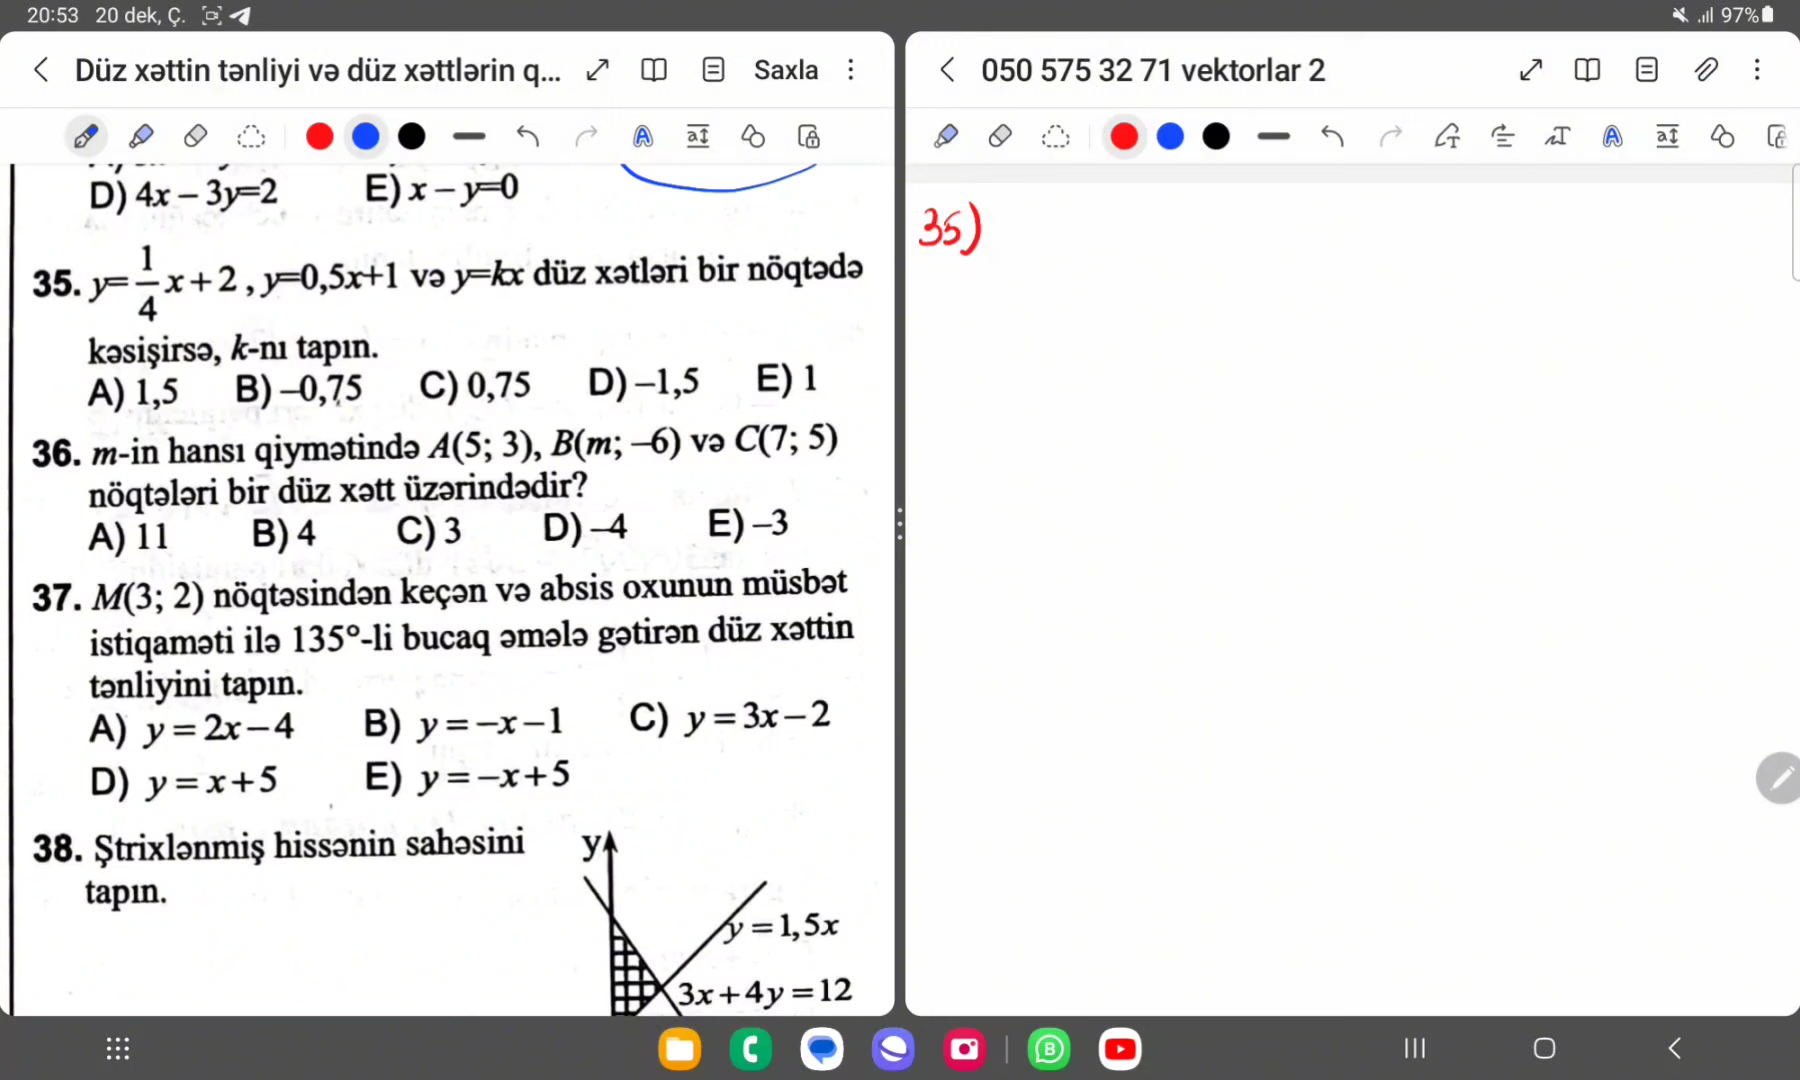 20:53 20 dek, Ç.
97%
Düz xəttin tənliyi və düz xəttlərin q...
Saxla
D) 4x – 3y=2 E) x – y=0
35. y=1/4 x+2, y=0,5x+1 və y=kx düz xətləri bir nöqtədə
kəsişirsə, k-nı tapın.
A) 1,5 B) –0,75 C) 0,75 D) –1,5 E) 1
36. m-in hansı qiymətində A(5; 3), B(m; –6) və C(7; 5)
nöqtələri bir düz xətt üzərindədir?
A) 11 B) 4 C) 3 D) –4 E) –3
37. M(3; 2) nöqtəsindən keçən və absis oxunun müsbət
istiqaməti ilə 135°-li bucaq əmələ gətirən düz xəttin
tənliyini tapın.
A) y = 2x – 4 B) y = –x – 1 C) y = 3x – 2
D) y = x + 5 E) y = –x + 5
38. Ştrixlənmiş hissənin sahəsini
tapın.
y
y = 1,5x
3x + 4y = 12
050 575 32 71 vektorlar 2
35)